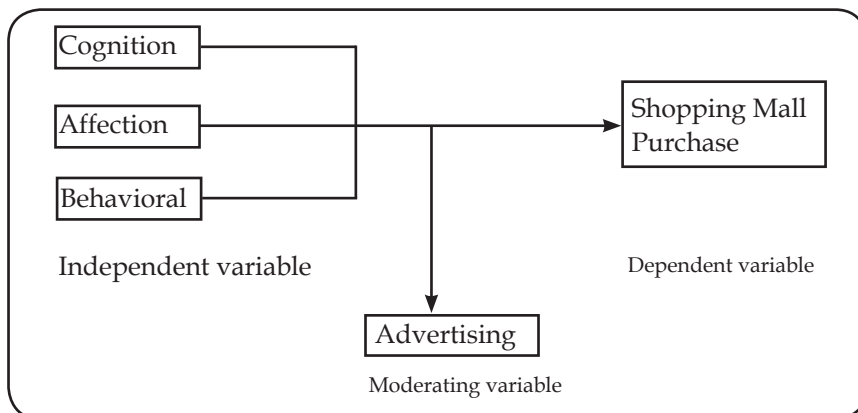 Cognition
Affection
Behavioral
Independent variable
Shopping Mall
Purchase
Dependent variable
Advertising
Moderating variable